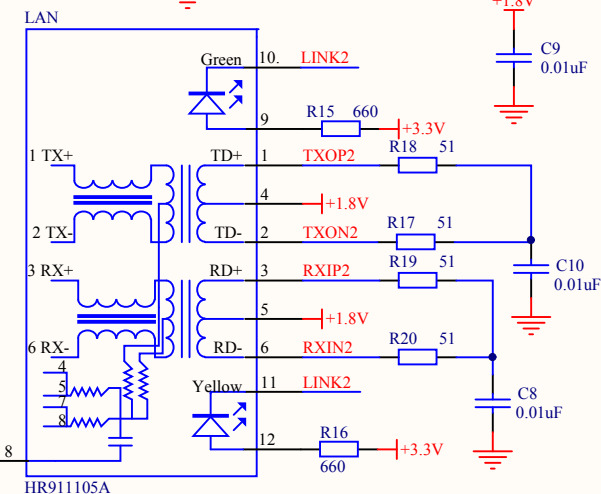 +1.8V
LAN
C9
0.01uF
Green
10.
LINK2
9
R15
660
+3.3V
1 TX+
TD+
1
TXOP2
R18
51
4
+1.8V
2 TX-
TD-
2
TXON2
R17
51
3 RX+
RD+
3
RXIP2
R19
51
C10
0.01uF
5
+1.8V
6 RX-
RD-
6
RXIN2
R20
51
4
5
7
8
Yellow
11
LINK2
C8
0.01uF
12
R16
660
+3.3V
8
HR911105A